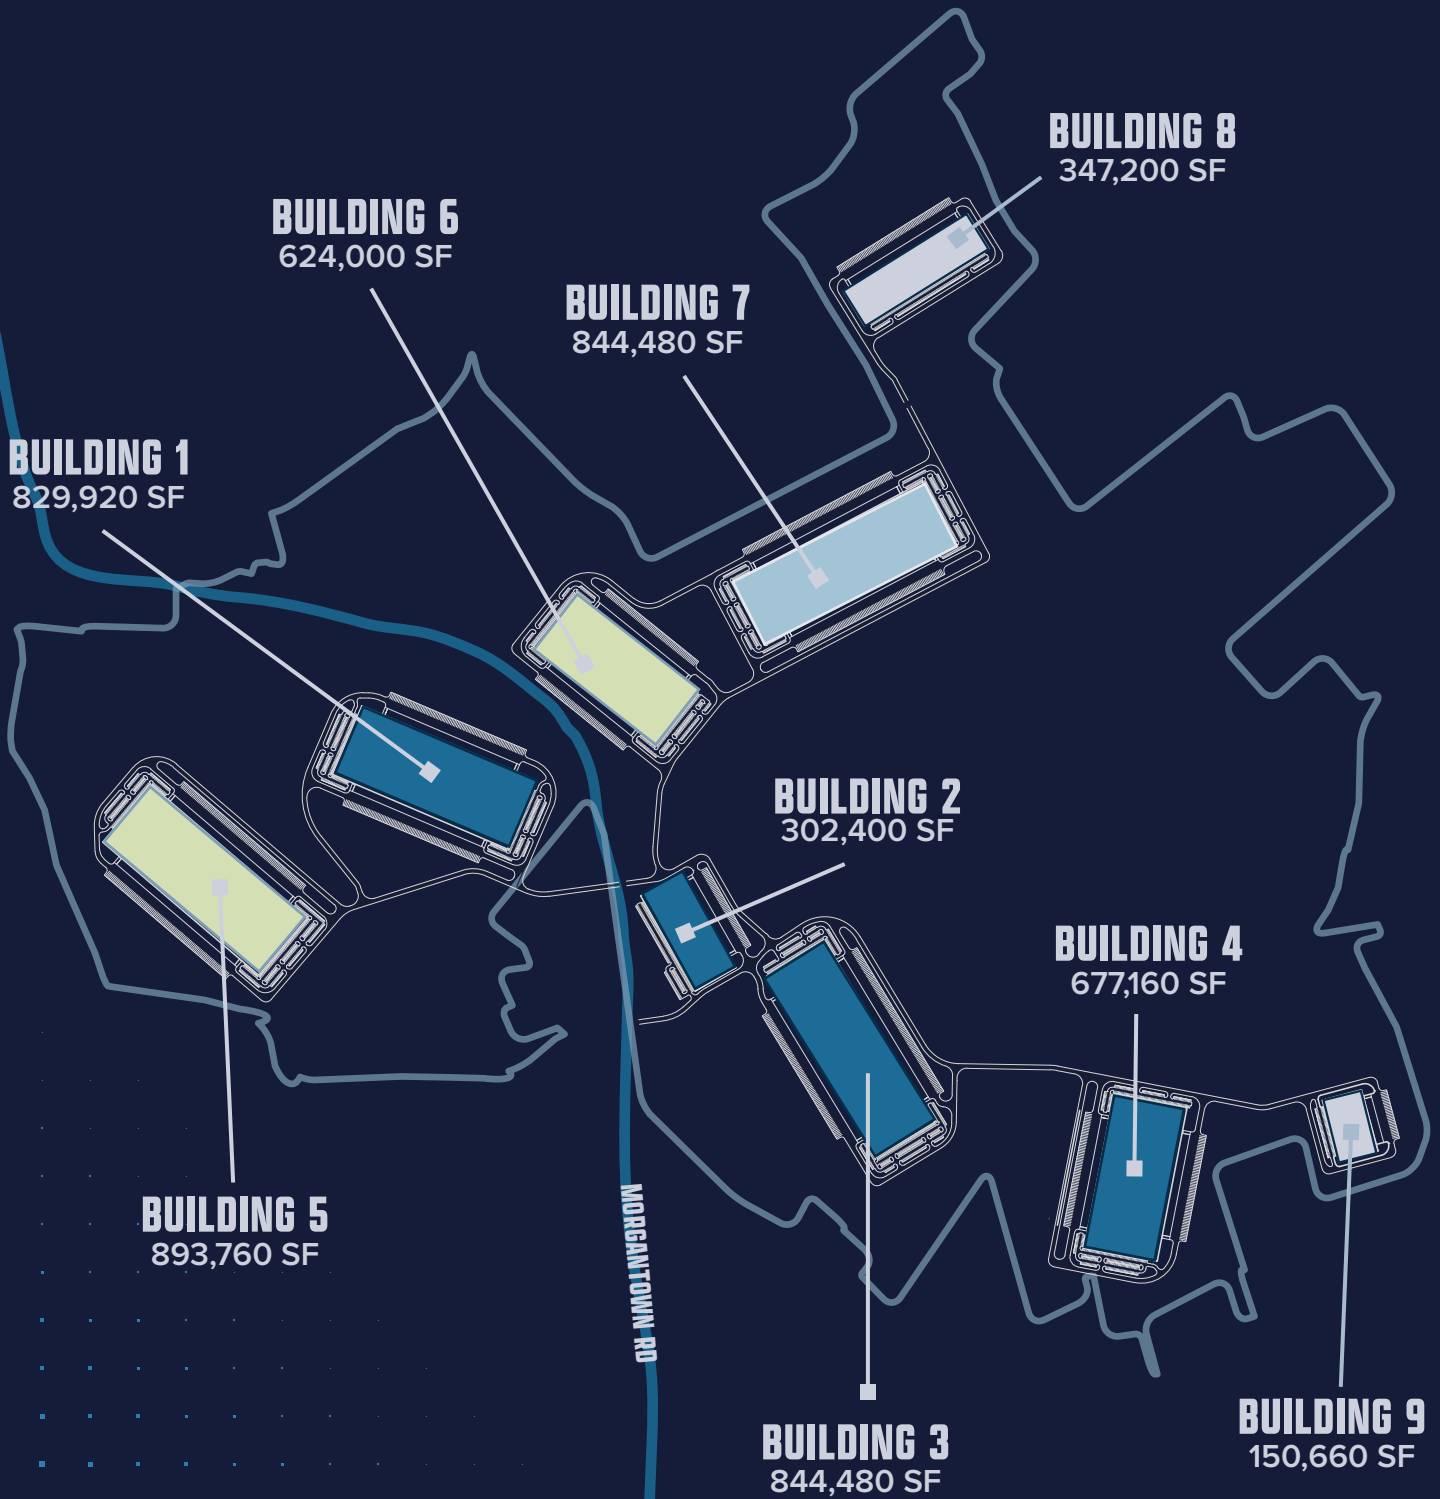 BUILDING 8
347,200 SF
BUILDING 6
624,000 SF
BUILDING 7
844,480 SF
BUILDING 1
829,920 SF
BUILDING 2
302,400 SF
BUILDING 4
677,160 SF
BUILDING 5
893,760 SF
MORGANTOWN RD
BUILDING 9
150,660 SF
BUILDING 3
844,480 SF